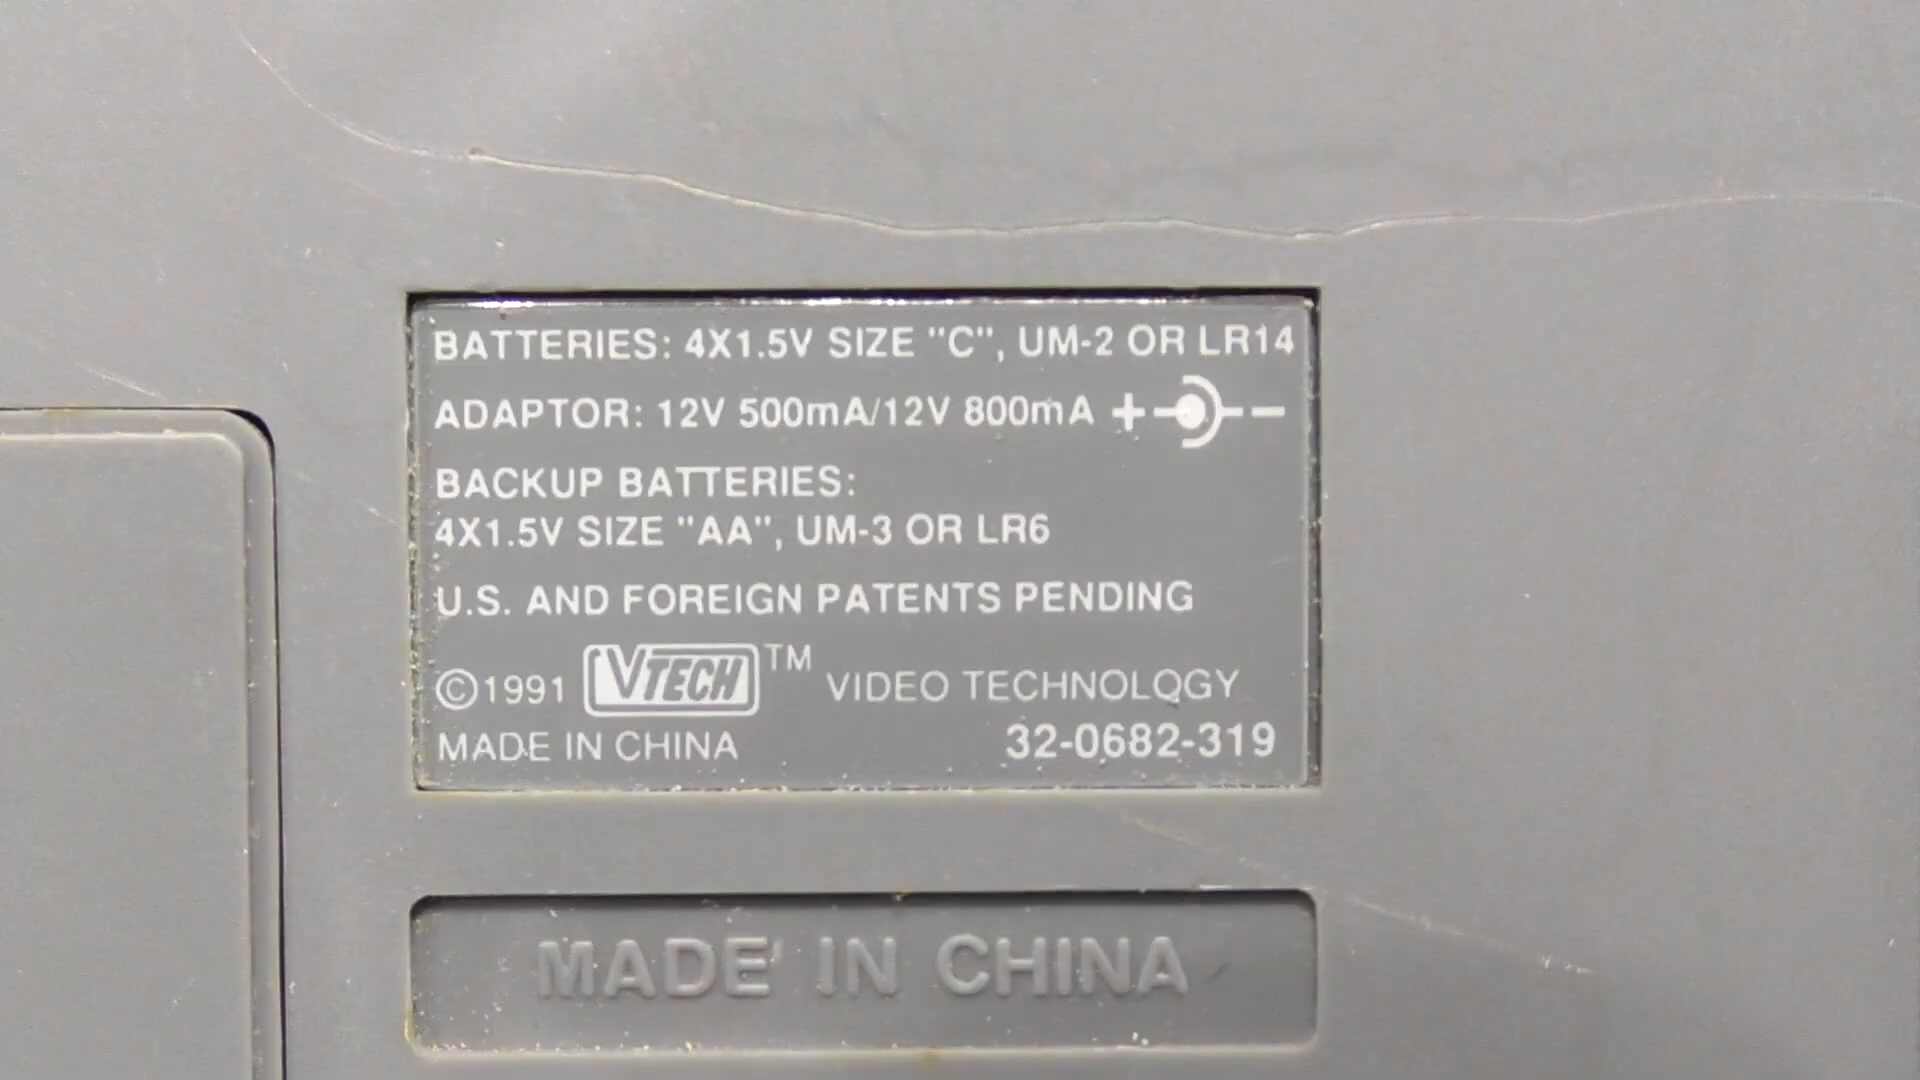 BATTERIES: 4X1.5V SIZE "C", UM-2 OR LR14
ADAPTOR: 12V 500mA/12V 800mA + -
BACKUP BATTERIES:
4X1.5V SIZE "AA", UM-3 OR LR6
U.S. AND FOREIGN PATENTS PENDING
©1991 VTECH™ VIDEO TECHNOLOGY
MADE IN CHINA 32-0682-319
MADE IN CHINA